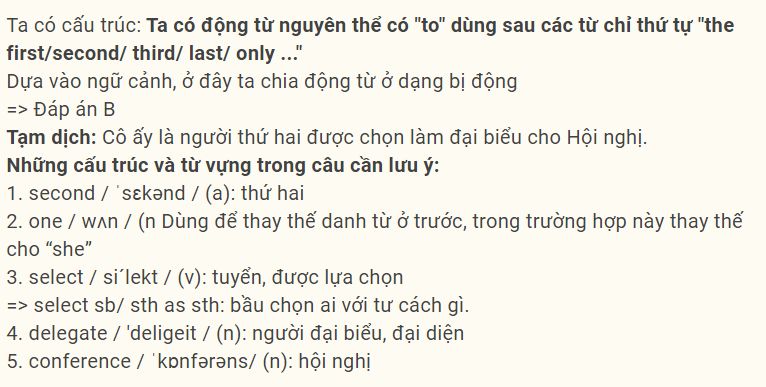 Ta có cấu trúc: Ta có động từ nguyên thể có "to" dùng sau các từ chỉ thứ tự "the
first/second/ third/ last/ only ..."
Dựa vào ngữ cảnh, ở đây ta chia động từ ở dạng bị động
=> Đáp án B
Tạm dịch: Cô ấy là người thứ hai được chọn làm đại biểu cho Hội nghị.
Những cấu trúc và từ vựng trong câu cần lưu ý:
1. second / ˈsɛkənd / (a): thứ hai
2. one / wʌn / (n Dùng để thay thế danh từ ở trước, trong trường hợp này thay thế
cho “she”
3. select / si´lekt / (v): tuyển, được lựa chọn
=> select sb/ sth as sth: bầu chọn ai với tư cách gì.
4. delegate / 'deligeit / (n): người đại biểu, đại diện
5. conference / ˈkɒnfərəns/ (n): hội nghị